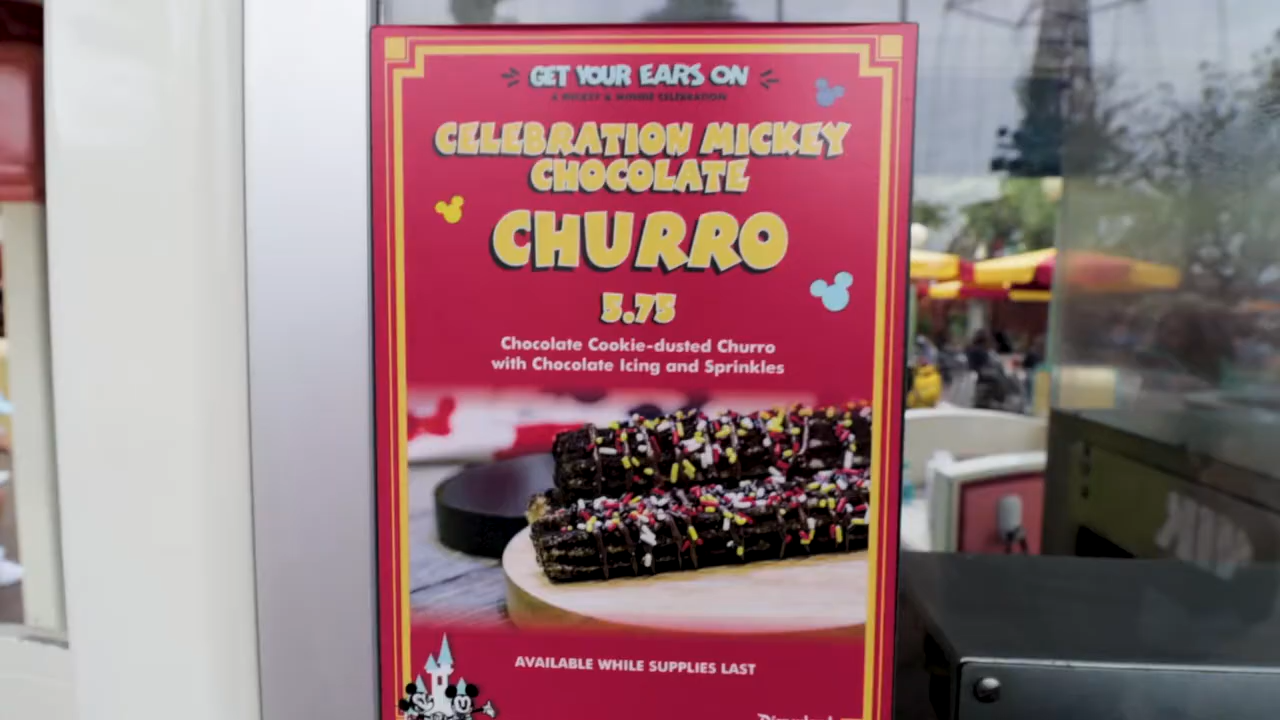 GET YOUR EARS ON
A MICKEY & MINNIE CELEBRATION
CELEBRATION MICKEY
CHOCOLATE
CHURRO
5.75
Chocolate Cookie-dusted Churro
with Chocolate Icing and Sprinkles
AVAILABLE WHILE SUPPLIES LAST